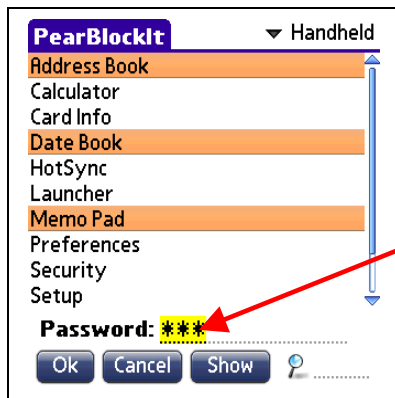 PearBlockIt Handheld
Address Book
Calculator
Card Info
Date Book
HotSync
Launcher
Memo Pad
Preferences
Security
Setup
Password: ***
Ok Cancel Show